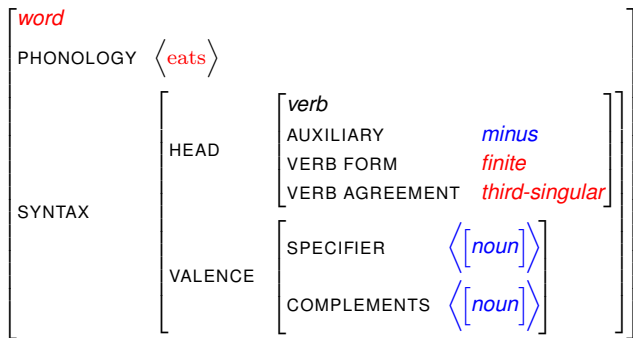 word
PHONOLOGY ⟨eats⟩
verb
AUXILIARY minus
HEAD
VERB FORM finite
VERB AGREEMENT third-singular
SYNTAX
SPECIFIER ⟨[noun]⟩
VALENCE
COMPLEMENTS ⟨[noun]⟩